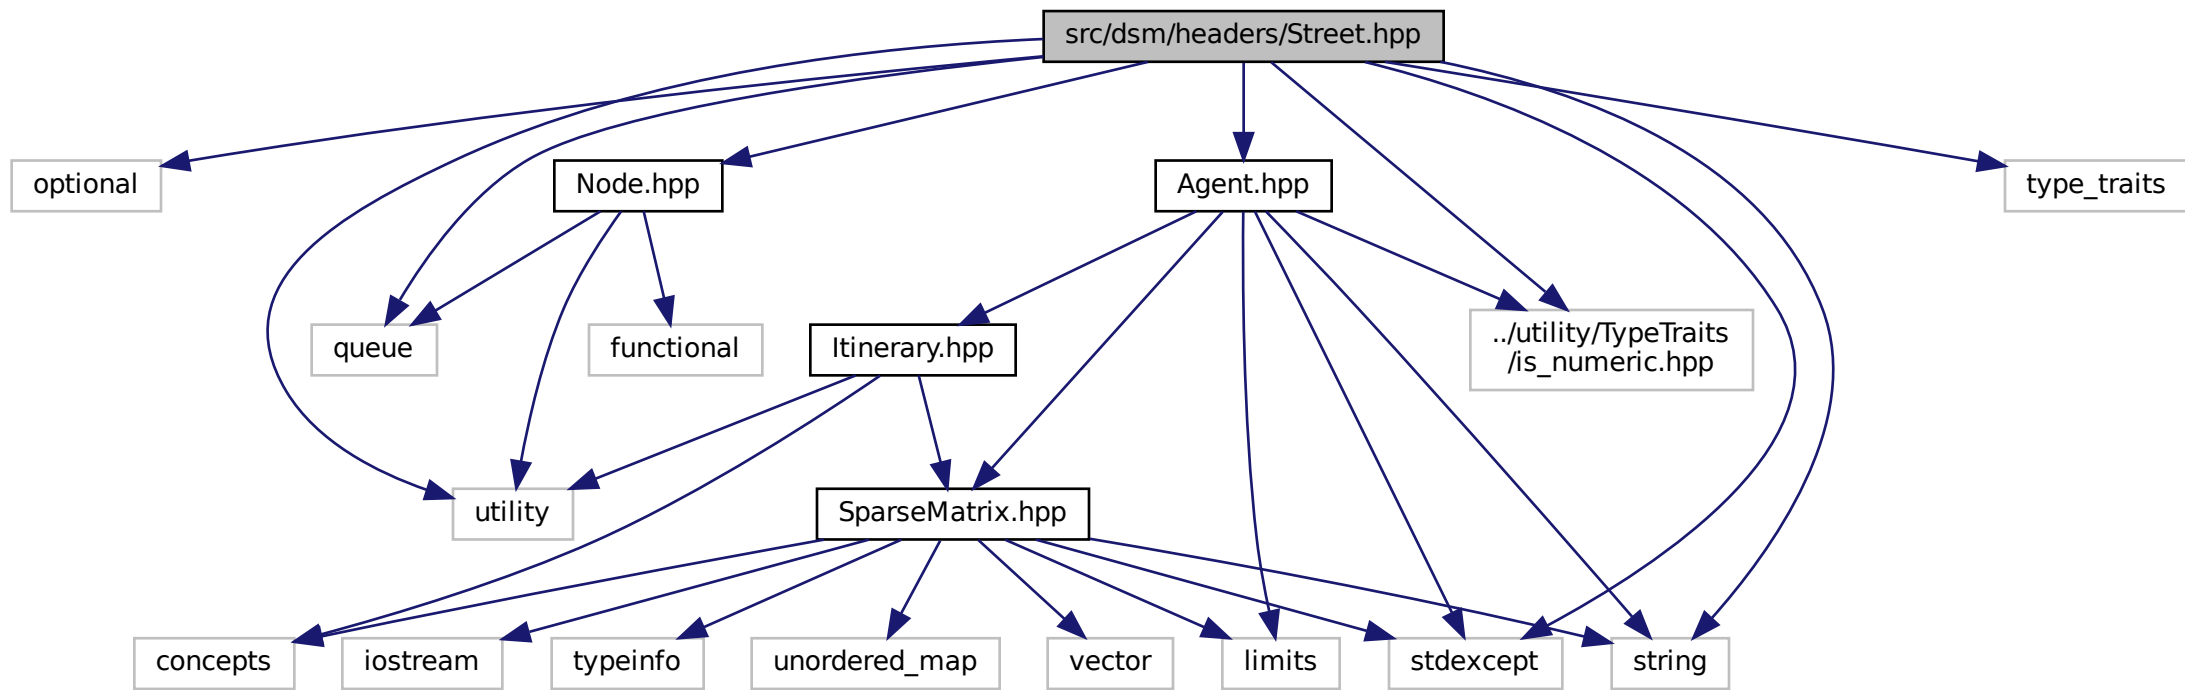 src/dsm/headers/Street.hpp
optional
Node.hpp
Agent.hpp
type_traits
queue
functional
Itinerary.hpp
../utility/TypeTraits
/is_numeric.hpp
utility
SparseMatrix.hpp
concepts
iostream
typeinfo
unordered_map
vector
limits
stdexcept
string